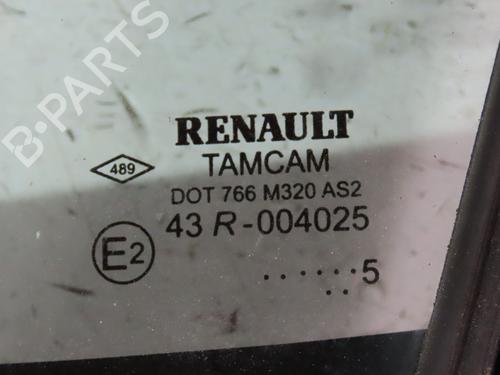 B-PARTS
RENAULT
489
TAMCAM
DOT 766 M320 AS2
43 R-004025
E2
......5
..